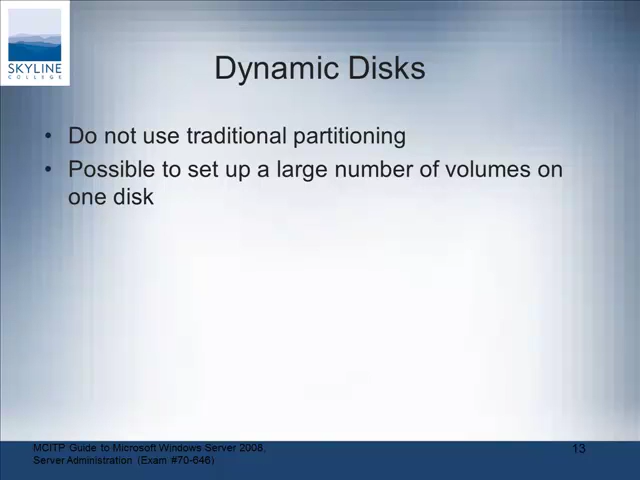 SKYLINE
COLLEGE
Dynamic Disks
• Do not use traditional partitioning
• Possible to set up a large number of volumes on
one disk
MCITP Guide to Microsoft Windows Server 2008,
Server Administration (Exam #70-646)
13